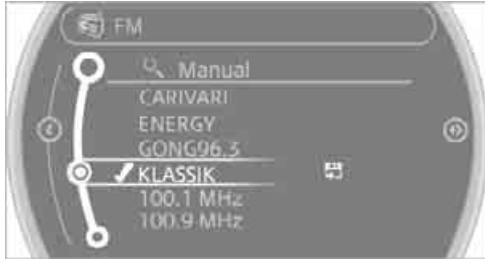 FM
Manual
CARIVARI
ENERGY
GONG96.3
KLASSIK
100.1 MHz
100.9 MHz